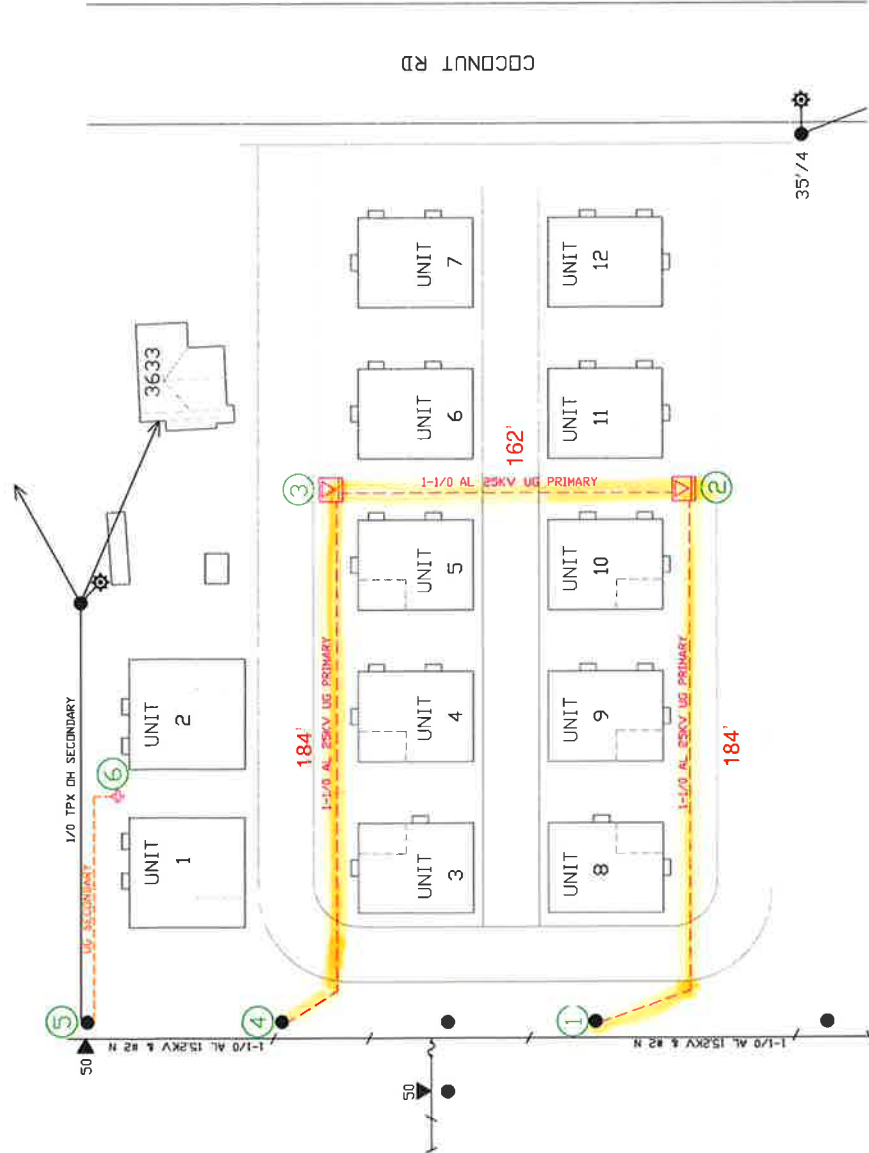 COCONUT RD
35'/4
3633
1/0 TPX OH SECONDARY
UG SECONDARY
UNIT
1
UNIT
2
6
5
50
1-1/0 AL 15.2KV & #2 N
4
3
184'
1-1/0 AL 25KV UG PRIMARY
UNIT
3
UNIT
4
UNIT
5
UNIT
6
UNIT
7
162'
1-1/0 AL 25KV UG PRIMARY
50
UNIT
8
UNIT
9
UNIT
10
UNIT
11
UNIT
12
2
1-1/0 AL 25KV UG PRIMARY
184'
1
1-1/0 AL 15.2KV & #2 N